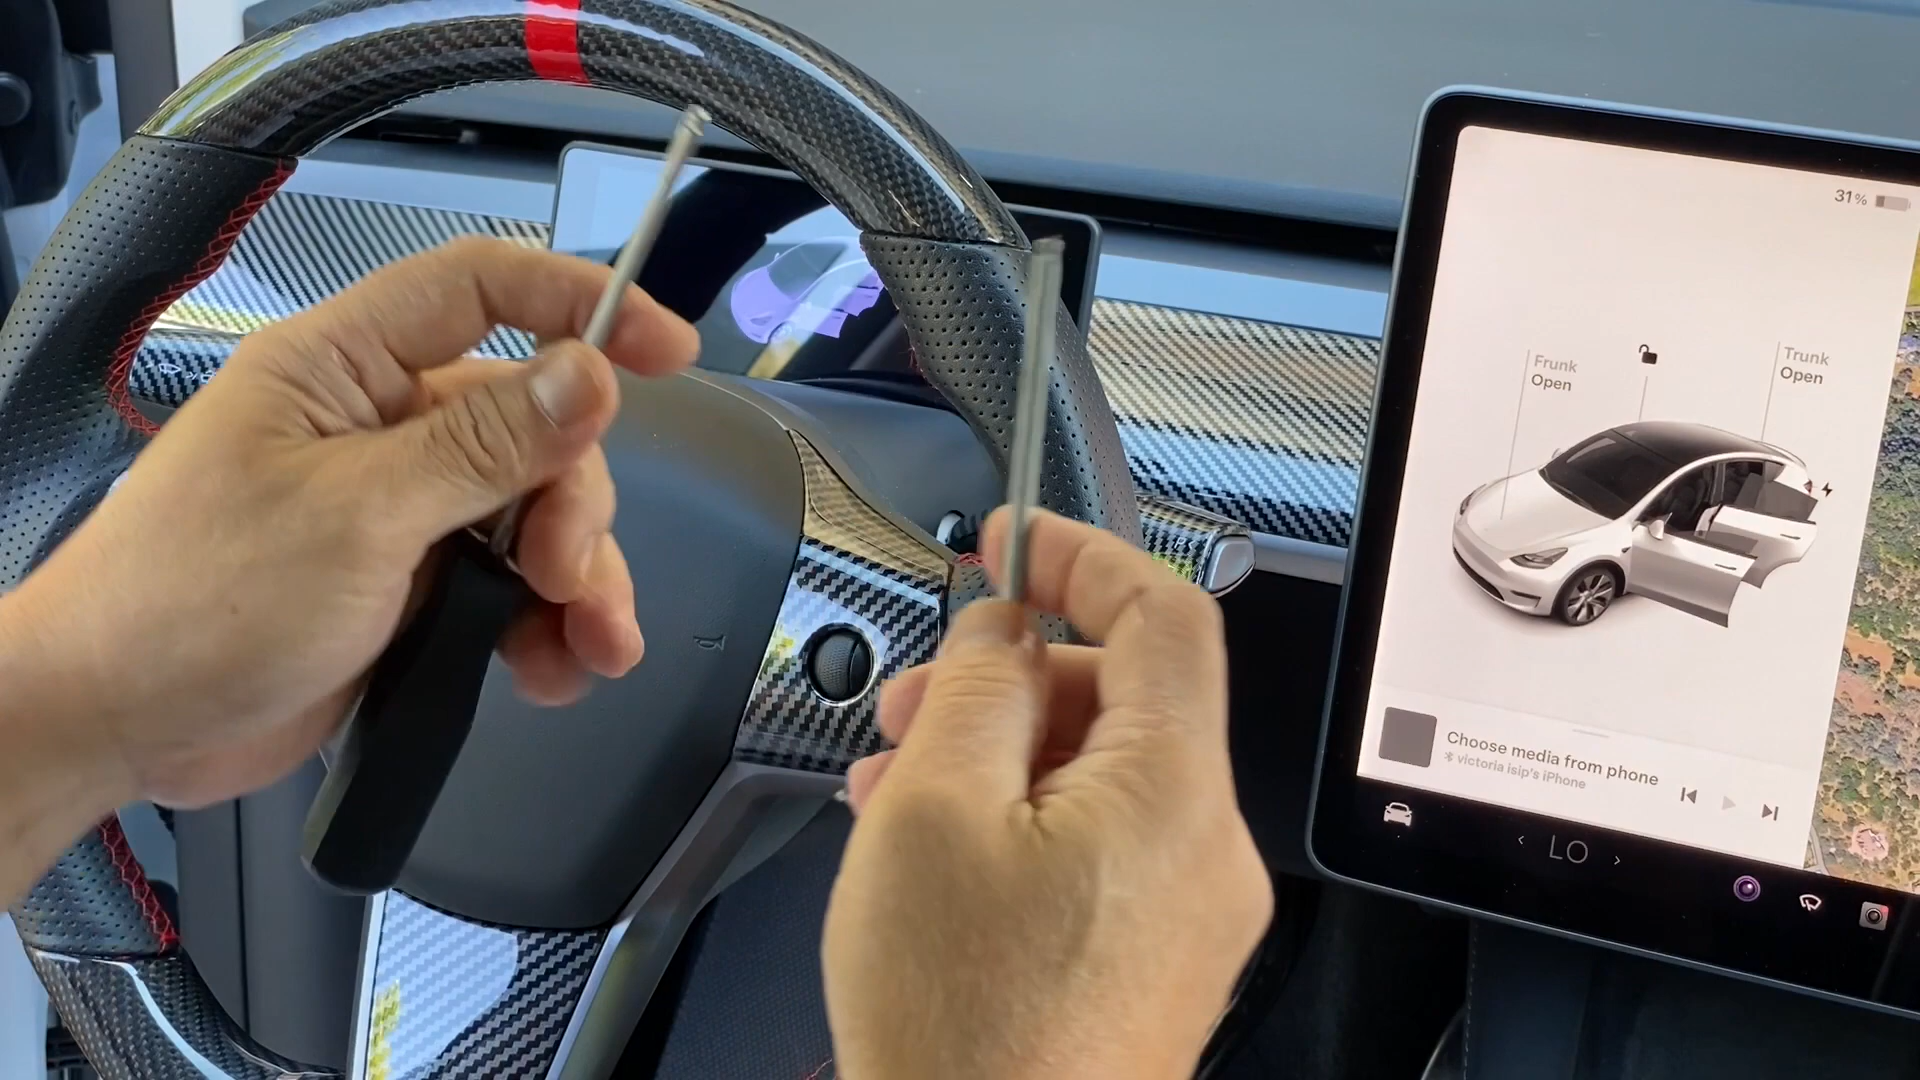 31%
Frunk
Open
Trunk
Open
Choose media from phone
victoria isip's iPhone
LO